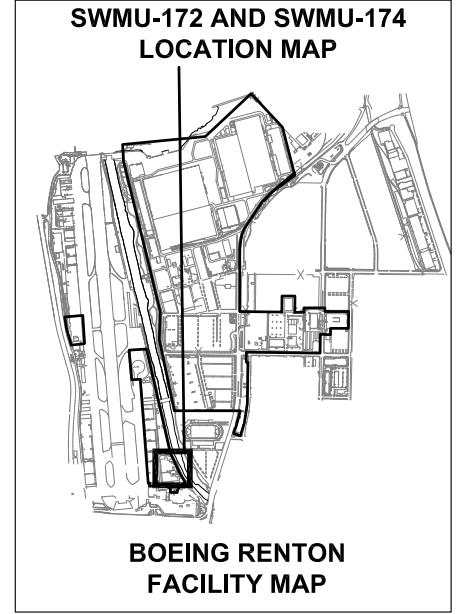 SWMU-172 AND SWMU-174
LOCATION MAP
BOEING RENTON
FACILITY MAP